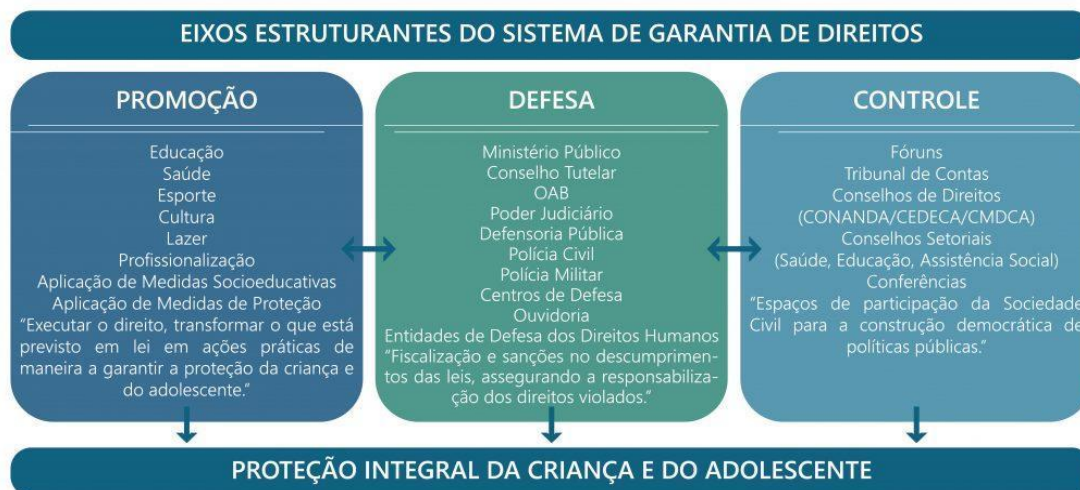 EIXOS ESTRUTURANTES DO SISTEMA DE GARANTIA DE DIREITOS
PROMOÇÃO
Educação
Saúde
Esporte
Cultura
Lazer
Profissionalização
Aplicação de Medidas Socioeducativas
Aplicação de Medidas de Proteção
“Executar o direito, transformar o que está
previsto em lei em ações práticas de
maneira a garantir a proteção da criança e
do adolescente.”
DEFESA
Ministério Público
Conselho Tutelar
OAB
Poder Judiciário
Defensoria Pública
Polícia Civil
Polícia Militar
Centros de Defesa
Ouvidoria
Entidades de Defesa dos Direitos Humanos
“Fiscalização e sanções no descumprimen-
tos das leis, assegurando a responsabiliza-
ção dos direitos violados.”
CONTROLE
Fóruns
Tribunal de Contas
Conselhos de Direitos
(CONANDA/CEDECA/CMDCA)
Conselhos Setoriais
(Saúde, Educação, Assistência Social)
Conferências
“Espaços de participação da Sociedade
Civil para a construção democrática de
políticas públicas.”
PROTEÇÃO INTEGRAL DA CRIANÇA E DO ADOLESCENTE